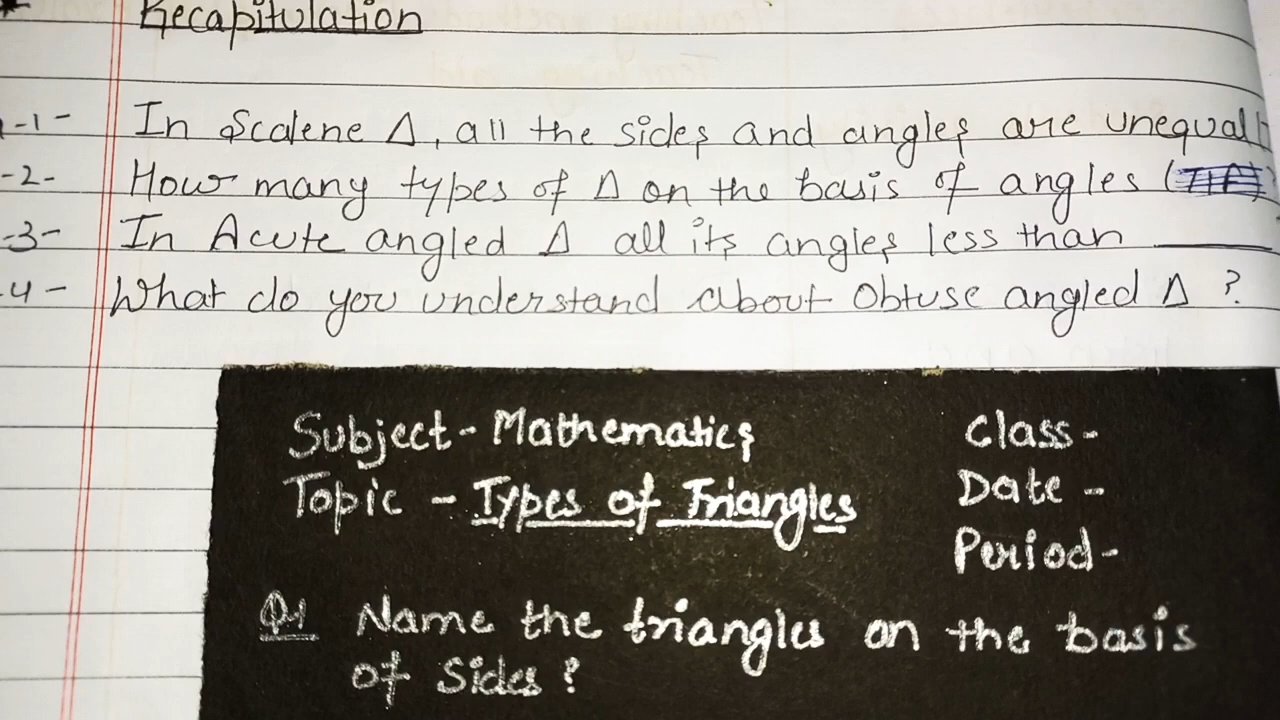 Recapitulation
-1- In Scalene Δ, all the sides and angles are unequal
-2- How many types of Δ on the basis of angles (
-3- In Acute angled Δ all its angles less than ____
-4- What do you understand about Obtuse angled Δ ?
Subject- Mathematics Class-
Topic - Types of Triangles Date -
Period-
Q1 Name the triangles on the basis
of Sides ?